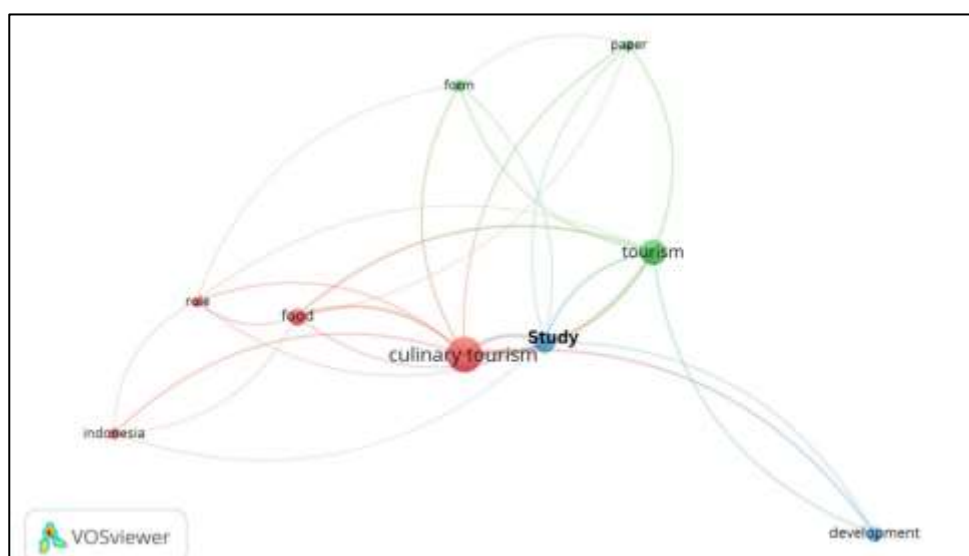 paper
form
tourism
role
food
Study
culinary tourism
indonesia
development
VOSviewer